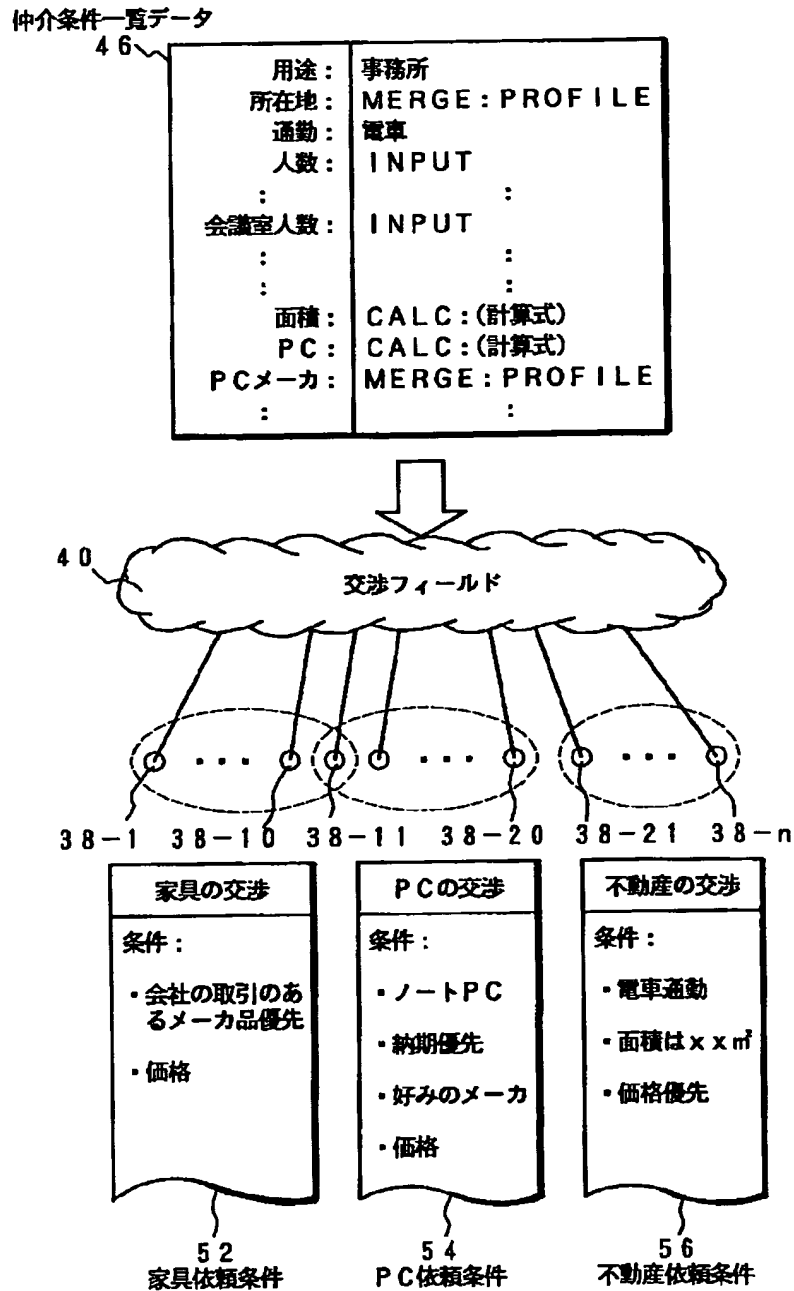 仲介条件一覧データ
46
用途: 事務所
所在地: MERGE:PROFILE
通勤: 電車
人数: INPUT
: :
会議室人数: INPUT
: :
: :
面積: CALC:(計算式)
PC: CALC:(計算式)
PCメーカ: MERGE:PROFILE
: :
40
交渉フィールド
・・・ ・・・ ・・・
38-1 38-10 38-11 38-20 38-21 38-n
家具の交渉
条件:
・会社の取引のあ
るメーカ品優先
・価格
52
家具依頼条件
PCの交渉
条件:
・ノートPC
・納期優先
・好みのメーカ
・価格
54
PC依頼条件
不動産の交渉
条件:
・電車通勤
・面積はxx㎡
・価格優先
56
不動産依頼条件